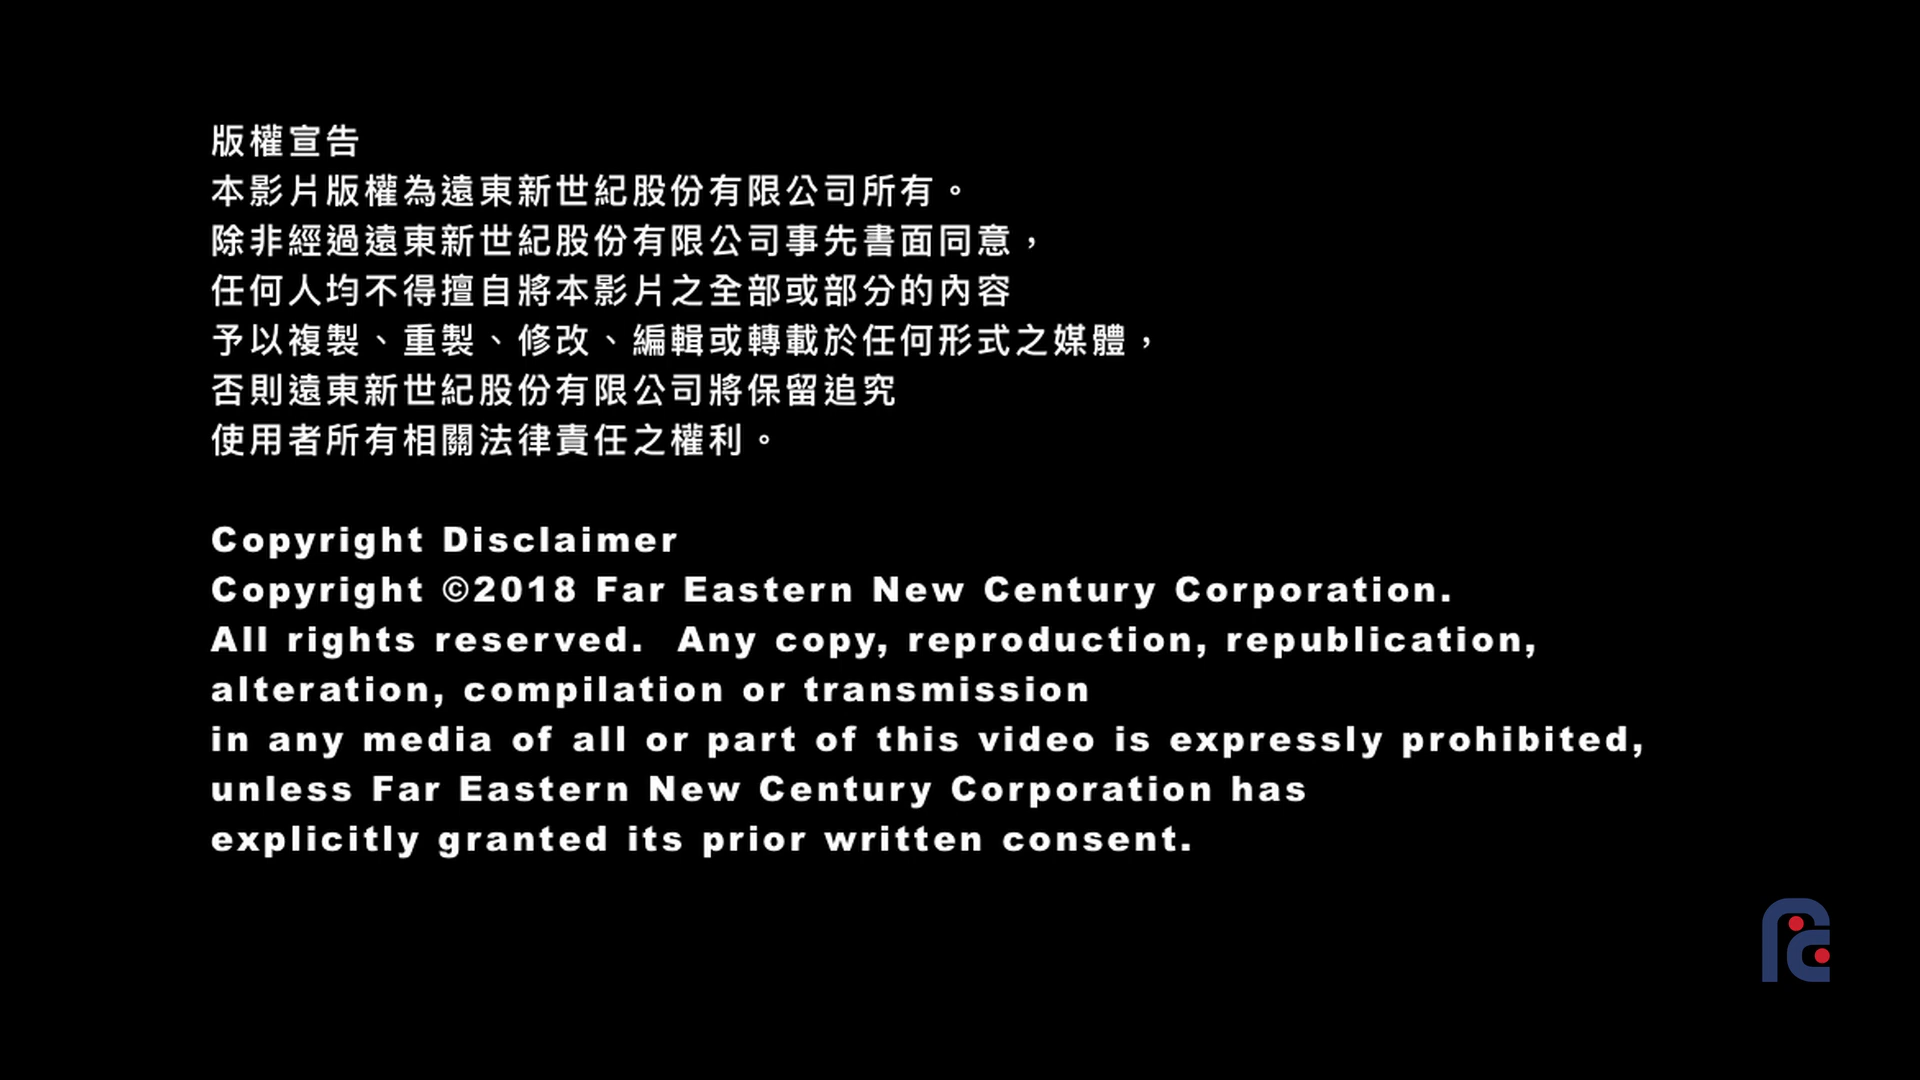 版權宣告
本影片版權為遠東新世紀股份有限公司所有。
除非經過遠東新世紀股份有限公司事先書面同意，
任何人均不得擅自將本影片之全部或部分的內容
予以複製、重製、修改、編輯或轉載於任何形式之媒體，
否則遠東新世紀股份有限公司將保留追究
使用者所有相關法律責任之權利。
Copyright Disclaimer
Copyright ©2018 Far Eastern New Century Corporation.
All rights reserved.  Any copy, reproduction, republication,
alteration, compilation or transmission
in any media of all or part of this video is expressly prohibited,
unless Far Eastern New Century Corporation has
explicitly granted its prior written consent.